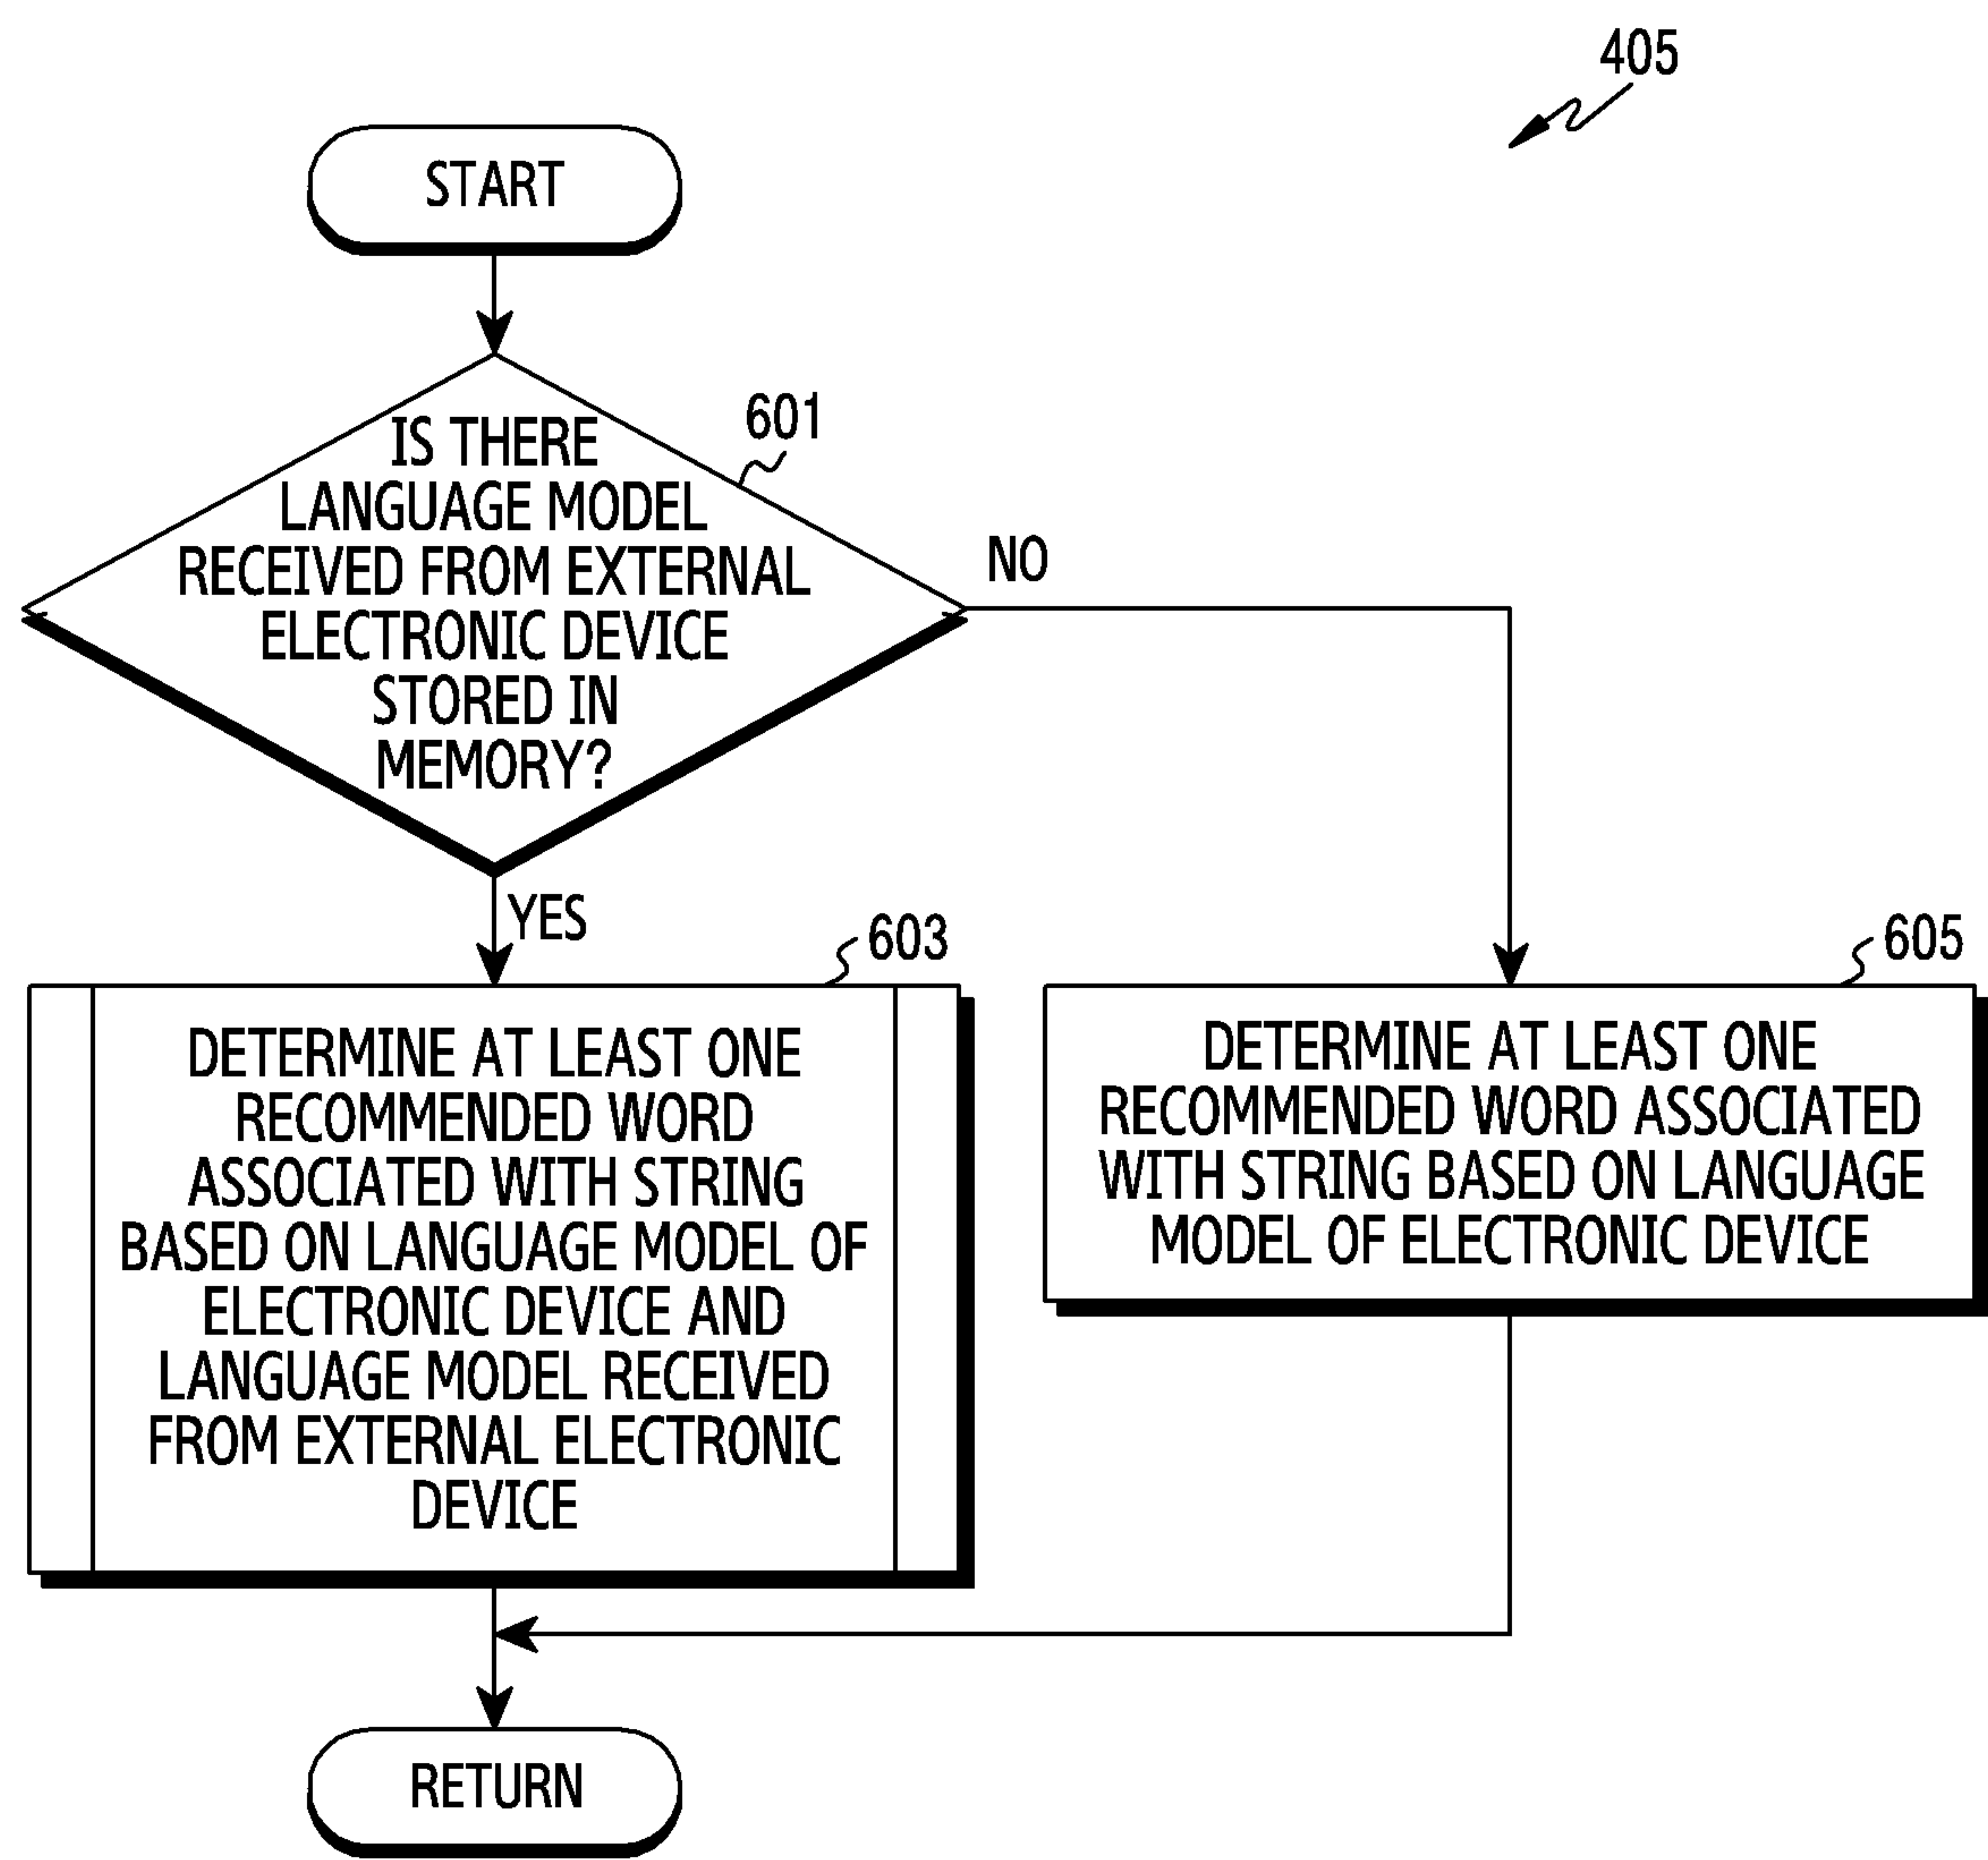 405
START
601
IS THERE
LANGUAGE MODEL
RECEIVED FROM EXTERNAL
ELECTRONIC DEVICE
STORED IN
MEMORY?
NO
YES
603
DETERMINE AT LEAST ONE
RECOMMENDED WORD
ASSOCIATED WITH STRING
BASED ON LANGUAGE MODEL OF
ELECTRONIC DEVICE AND
LANGUAGE MODEL RECEIVED
FROM EXTERNAL ELECTRONIC
DEVICE
605
DETERMINE AT LEAST ONE
RECOMMENDED WORD ASSOCIATED
WITH STRING BASED ON LANGUAGE
MODEL OF ELECTRONIC DEVICE
RETURN